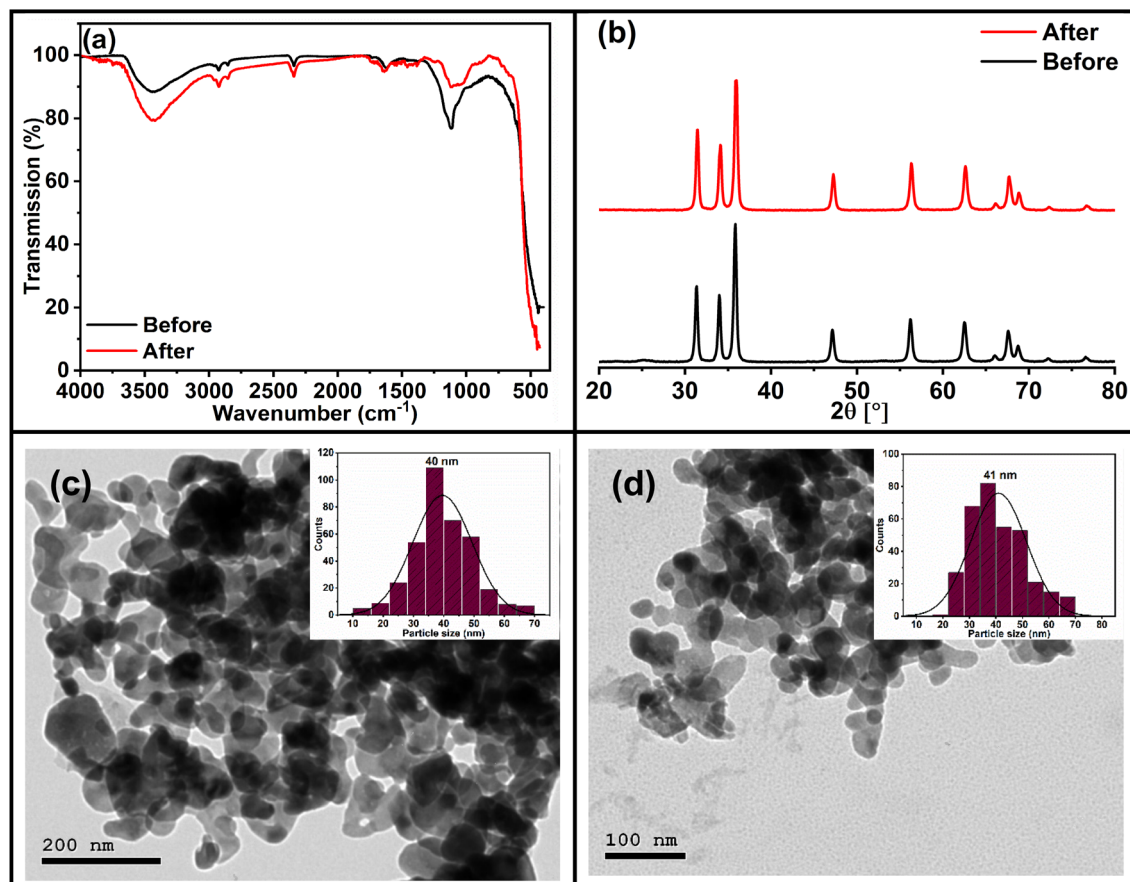 (a)
100
80
60
40
20
0
Transmission (%)
Before
After
4000 3500 3000 2500 2000 1500 1000 500
Wavenumber (cm⁻¹)
(b)
After
Before
20 30 40 50 60 70 80
2θ [°]
(c)
40 nm
120
100
80
60
40
20
0
Counts
10 20 30 40 50 60 70
Particle size (nm)
200 nm
(d)
41 nm
100
80
60
40
20
0
Counts
10 20 30 40 50 60 70 80
Particle size (nm)
100 nm